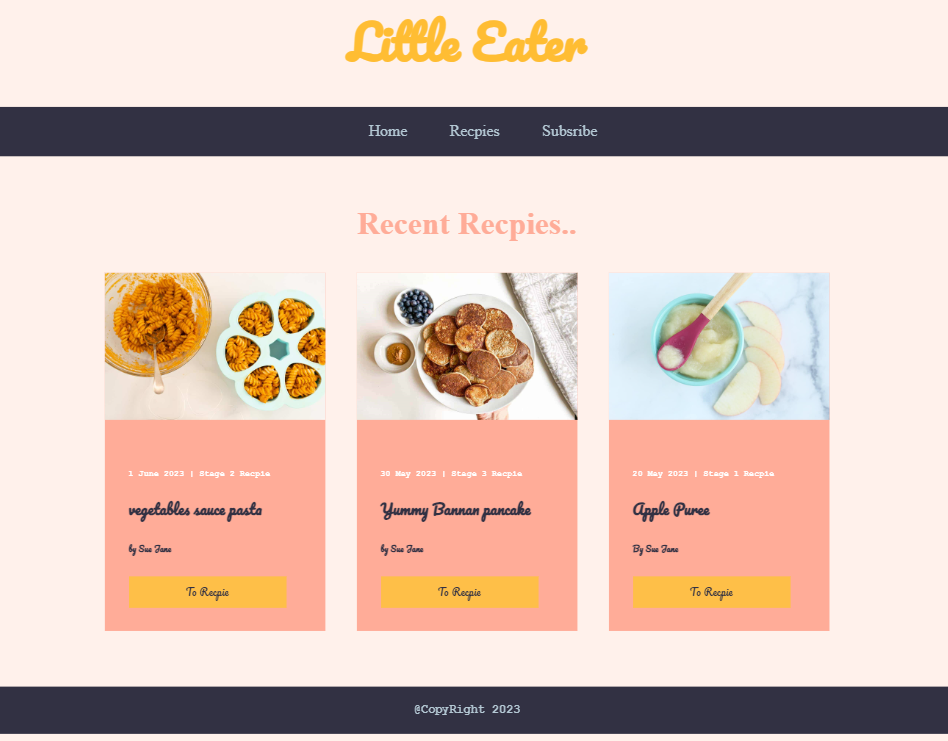 Little Eater
Home Recpies Subsribe
Recent Recpies..
1 June 2023 | Stage 2 Recpie
vegetables sauce pasta
by Sue Jane
To Recpie
30 May 2023 | Stage 3 Recpie
Yummy Bannan pancake
by Sue Jane
To Recpie
20 May 2023 | Stage 1 Recpie
Apple Puree
By Sue Jane
To Recpie
@CopyRight 2023